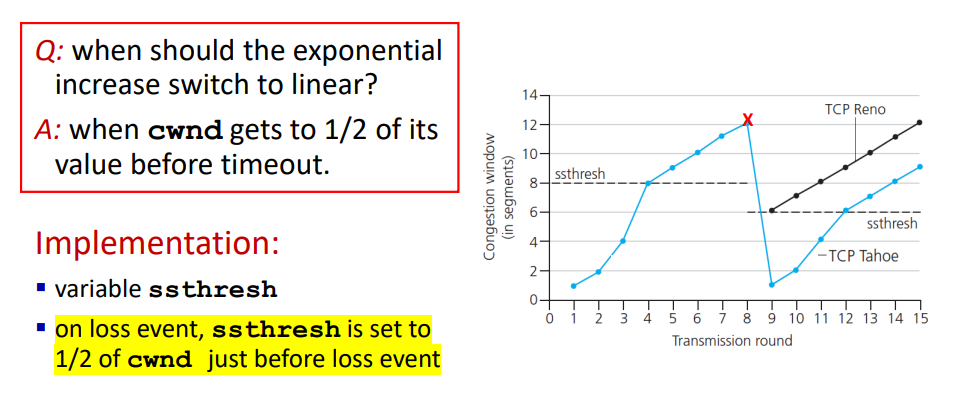 Q: when should the exponential
increase switch to linear?
A: when cwnd gets to 1/2 of its
value before timeout.
Implementation:
▪ variable ssthresh
▪ on loss event, ssthresh is set to
1/2 of cwnd just before loss event
Congestion window
(in segments)
14
12
10
8
6
4
2
0
ssthresh
X
TCP Reno
ssthresh
TCP Tahoe
0 1 2 3 4 5 6 7 8 9 10 11 12 13 14 15
Transmission round